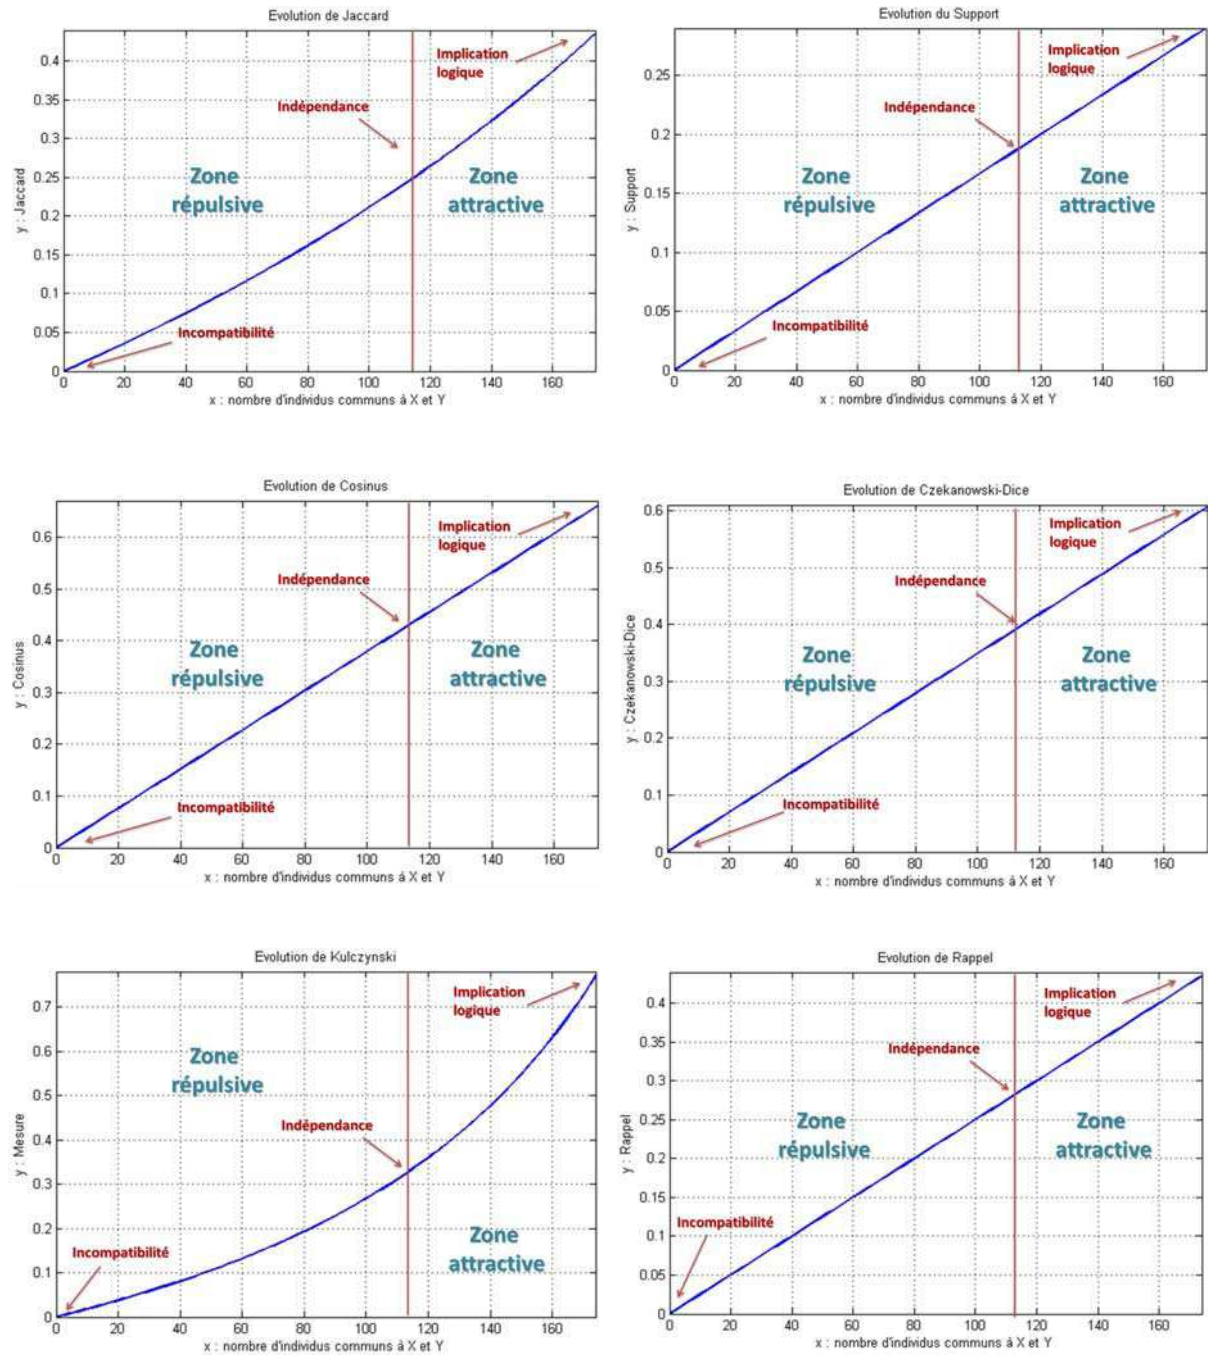 Evolution de Jaccard
0.4
0.35
0.3
0.25
0.2
0.15
0.1
0.05
0
y : Jaccard
Implication
logique
Indépendance
Zone
répulsive
Zone
attractive
Incompatibilité
0 20 40 60 80 100 120 140 160
x : nombre d'individus communs à X et Y
Evolution du Support
0.25
0.2
0.15
0.1
0.05
0
y : Support
Implication
logique
Indépendance
Zone
répulsive
Zone
attractive
Incompatibilité
0 20 40 60 80 100 120 140 160
x : nombre d'individus communs à X et Y
Evolution de Cosinus
0.6
0.5
0.4
0.3
0.2
0.1
0
y : Cosinus
Implication
logique
Indépendance
Zone
répulsive
Zone
attractive
Incompatibilité
0 20 40 60 80 100 120 140 160
x : nombre d'individus communs à X et Y
Evolution de Czekanowski-Dice
0.6
0.5
0.4
0.3
0.2
0.1
0
y : Czekanowski-Dice
Implication
logique
Indépendance
Zone
répulsive
Zone
attractive
Incompatibilité
0 20 40 60 80 100 120 140 160
x : nombre d'individus communs à X et Y
Evolution de Kulczynski
0.7
0.6
0.5
0.4
0.3
0.2
0.1
0
y : Mesure
Implication
logique
Zone
répulsive
Indépendance
Zone
attractive
Incompatibilité
0 20 40 60 80 100 120 140 160
x : nombre d'individus communs à X et Y
Evolution de Rappel
0.4
0.35
0.3
0.25
0.2
0.15
0.1
0.05
0
y : Rappel
Implication
logique
Indépendance
Zone
répulsive
Zone
attractive
Incompatibilité
0 20 40 60 80 100 120 140 160
x : nombre d'individus communs à X et Y